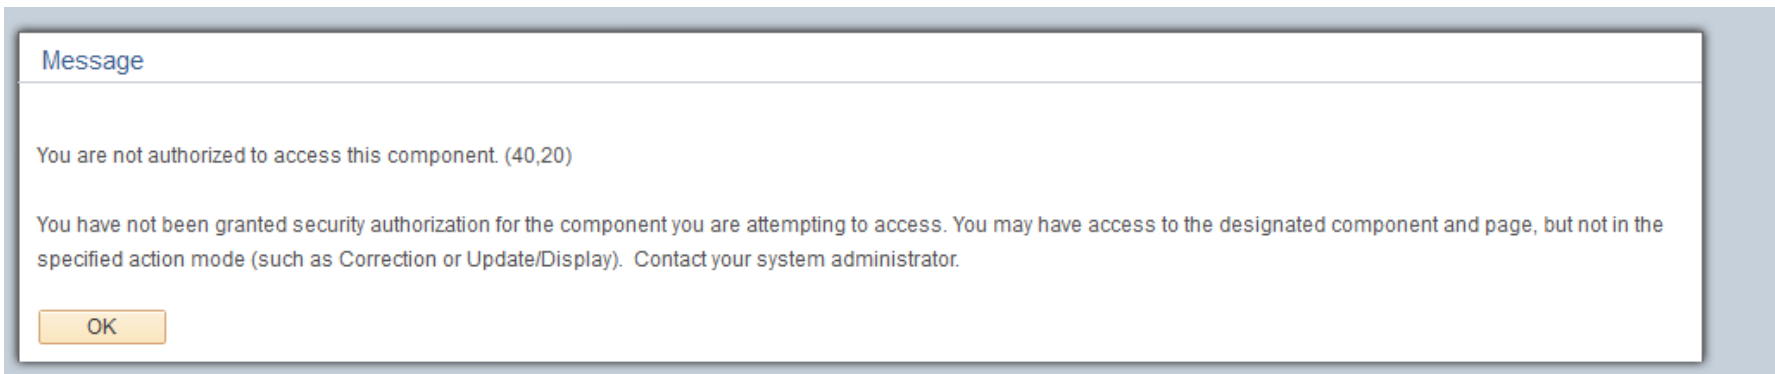 Message
You are not authorized to access this component. (40,20)
You have not been granted security authorization for the component you are attempting to access. You may have access to the designated component and page, but not in the
specified action mode (such as Correction or Update/Display).  Contact your system administrator.
OK